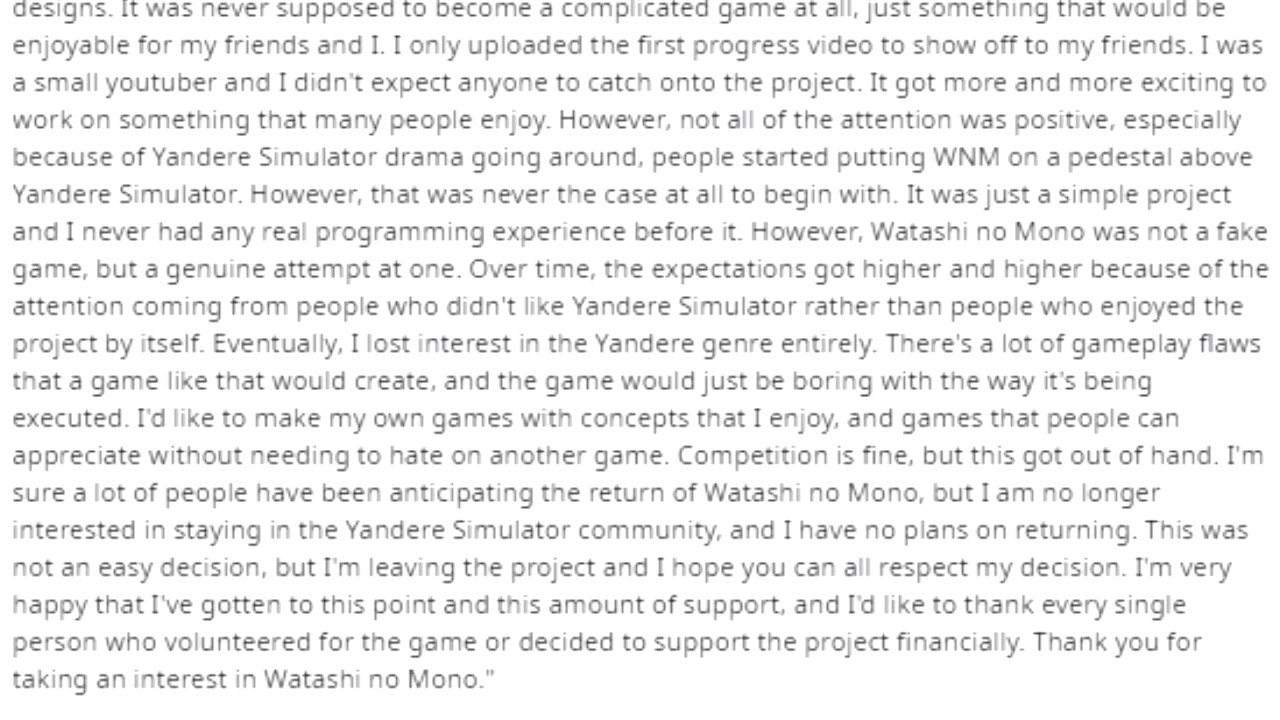 designs. It was never supposed to become a complicated game at all, just something that would be
enjoyable for my friends and I. I only uploaded the first progress video to show off to my friends. I was
a small youtuber and I didn't expect anyone to catch onto the project. It got more and more exciting to
work on something that many people enjoy. However, not all of the attention was positive, especially
because of Yandere Simulator drama going around, people started putting WNM on a pedestal above
Yandere Simulator. However, that was never the case at all to begin with. It was just a simple project
and I never had any real programming experience before it. However, Watashi no Mono was not a fake
game, but a genuine attempt at one. Over time, the expectations got higher and higher because of the
attention coming from people who didn't like Yandere Simulator rather than people who enjoyed the
project by itself. Eventually, I lost interest in the Yandere genre entirely. There's a lot of gameplay flaws
that a game like that would create, and the game would just be boring with the way it's being
executed. I'd like to make my own games with concepts that I enjoy, and games that people can
appreciate without needing to hate on another game. Competition is fine, but this got out of hand. I'm
sure a lot of people have been anticipating the return of Watashi no Mono, but I am no longer
interested in staying in the Yandere Simulator community, and I have no plans on returning. This was
not an easy decision, but I'm leaving the project and I hope you can all respect my decision. I'm very
happy that I've gotten to this point and this amount of support, and I'd like to thank every single
person who volunteered for the game or decided to support the project financially. Thank you for
taking an interest in Watashi no Mono."